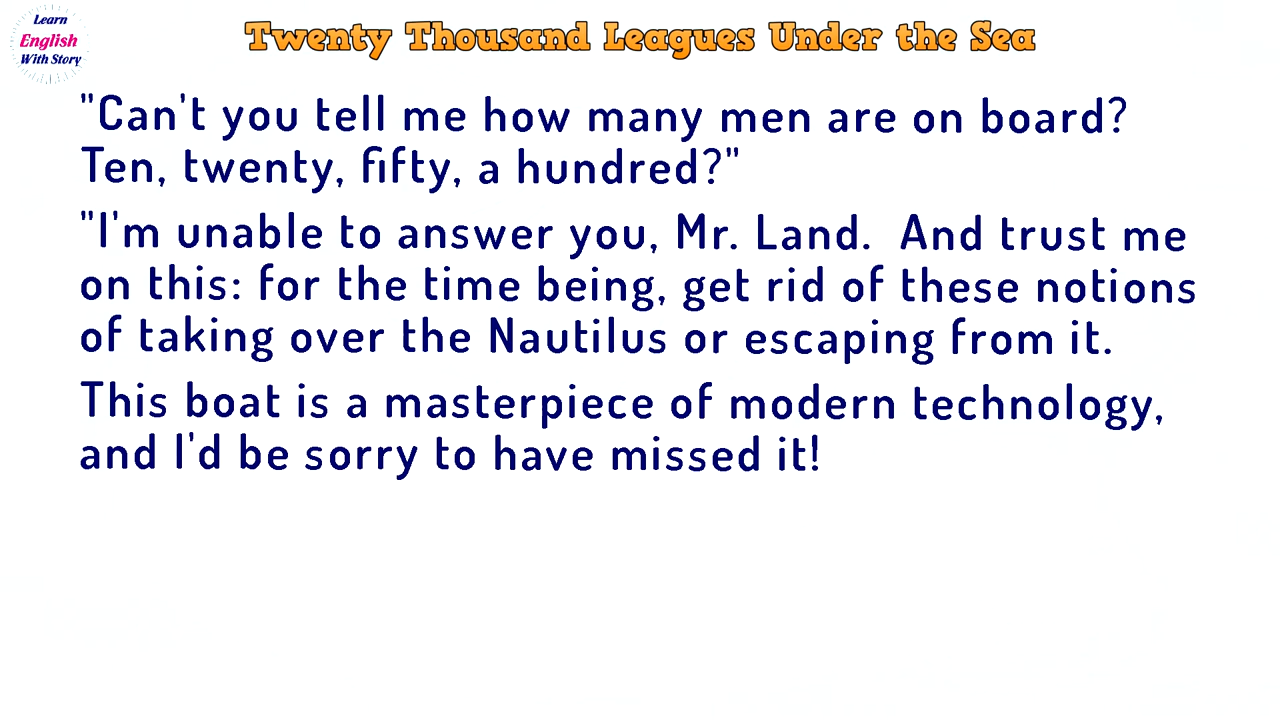 Learn
English
With Story
Twenty Thousand Leagues Under the Sea
"Can't you tell me how many men are on board?
Ten, twenty, fifty, a hundred?"
"I'm unable to answer you, Mr. Land.  And trust me
on this: for the time being, get rid of these notions
of taking over the Nautilus or escaping from it.
This boat is a masterpiece of modern technology,
and I'd be sorry to have missed it!